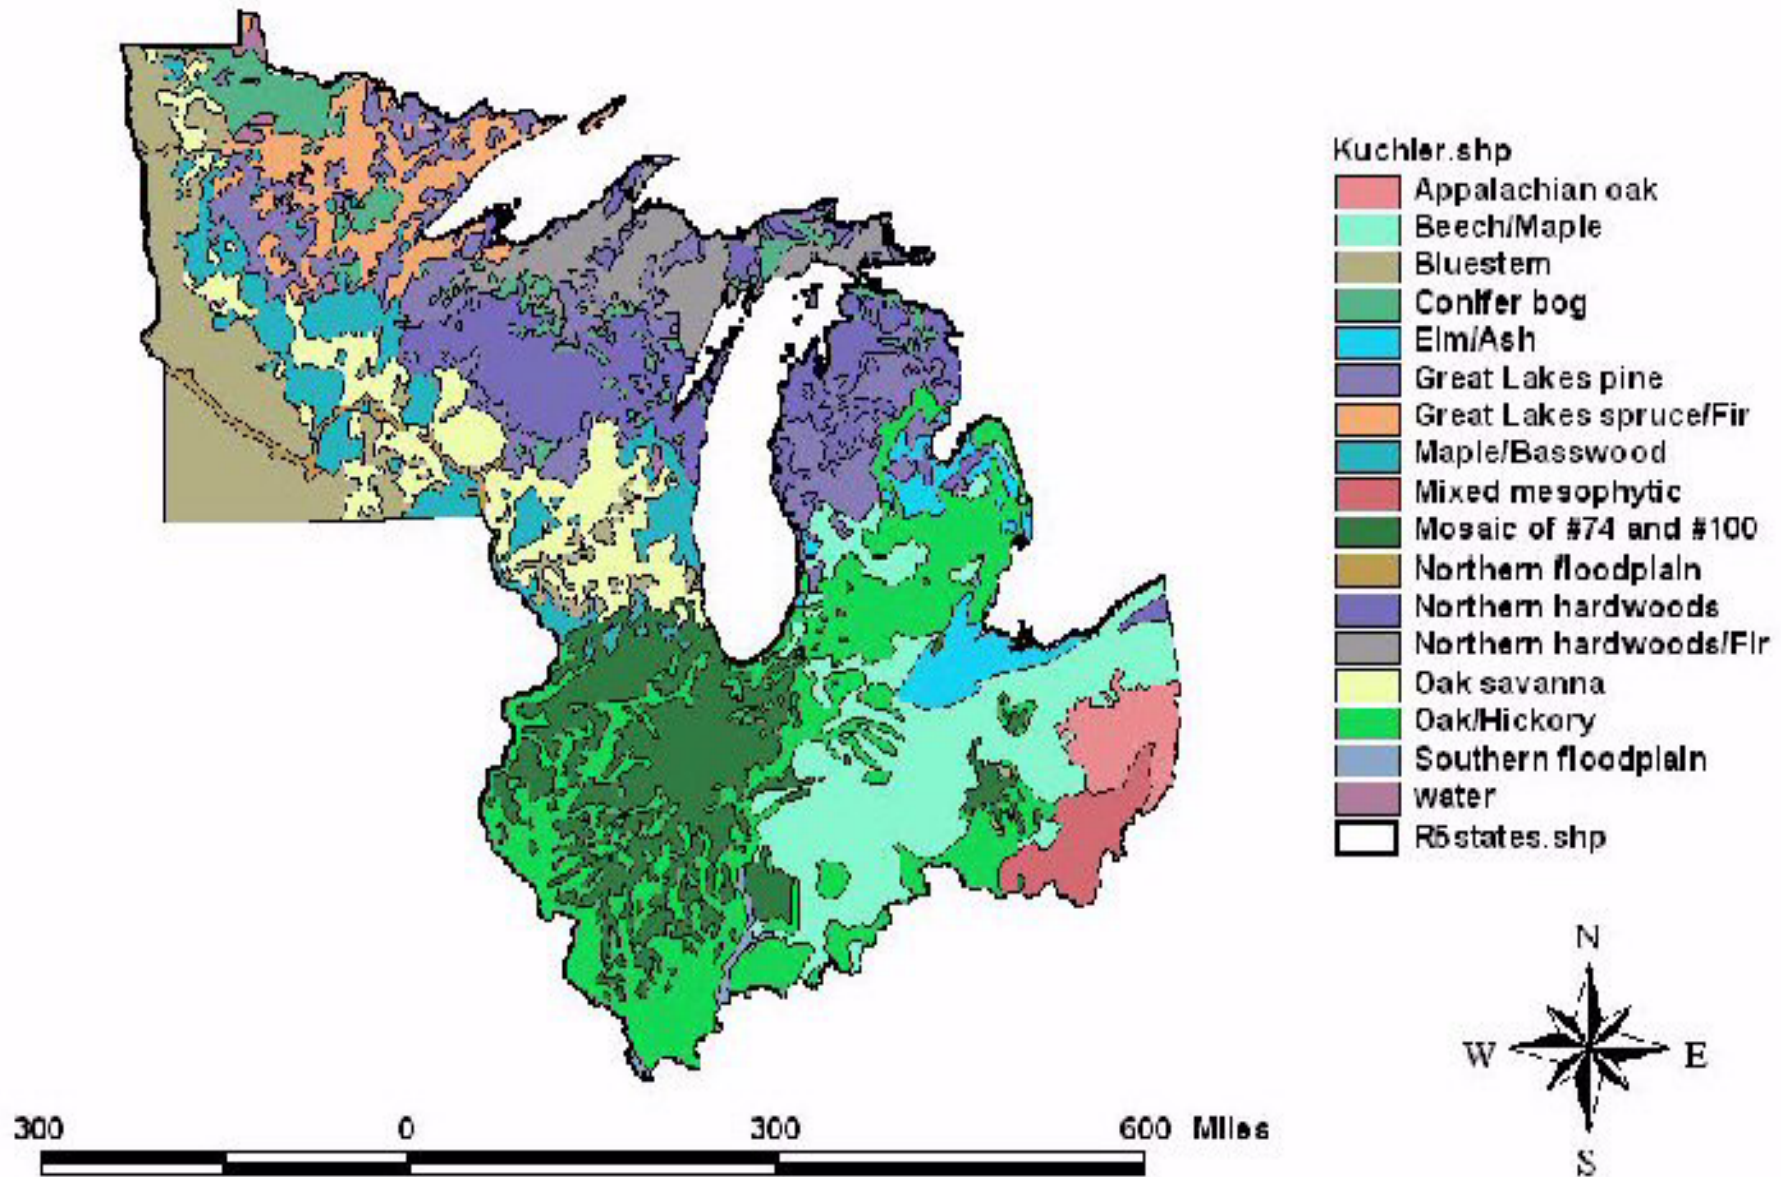 Kuchler.shp
Appalachian oak
Beech/Maple
Bluestem
Conifer bog
Elm/Ash
Great Lakes pine
Great Lakes spruce/Fir
Maple/Basswood
Mixed mesophytic
Mosaic of #74 and #100
Northern floodplain
Northern hardwoods
Northern hardwoods/Fir
Oak savanna
Oak/Hickory
Southern floodplain
water
R5states.shp
N
W E
S
300 0 300 600 Miles